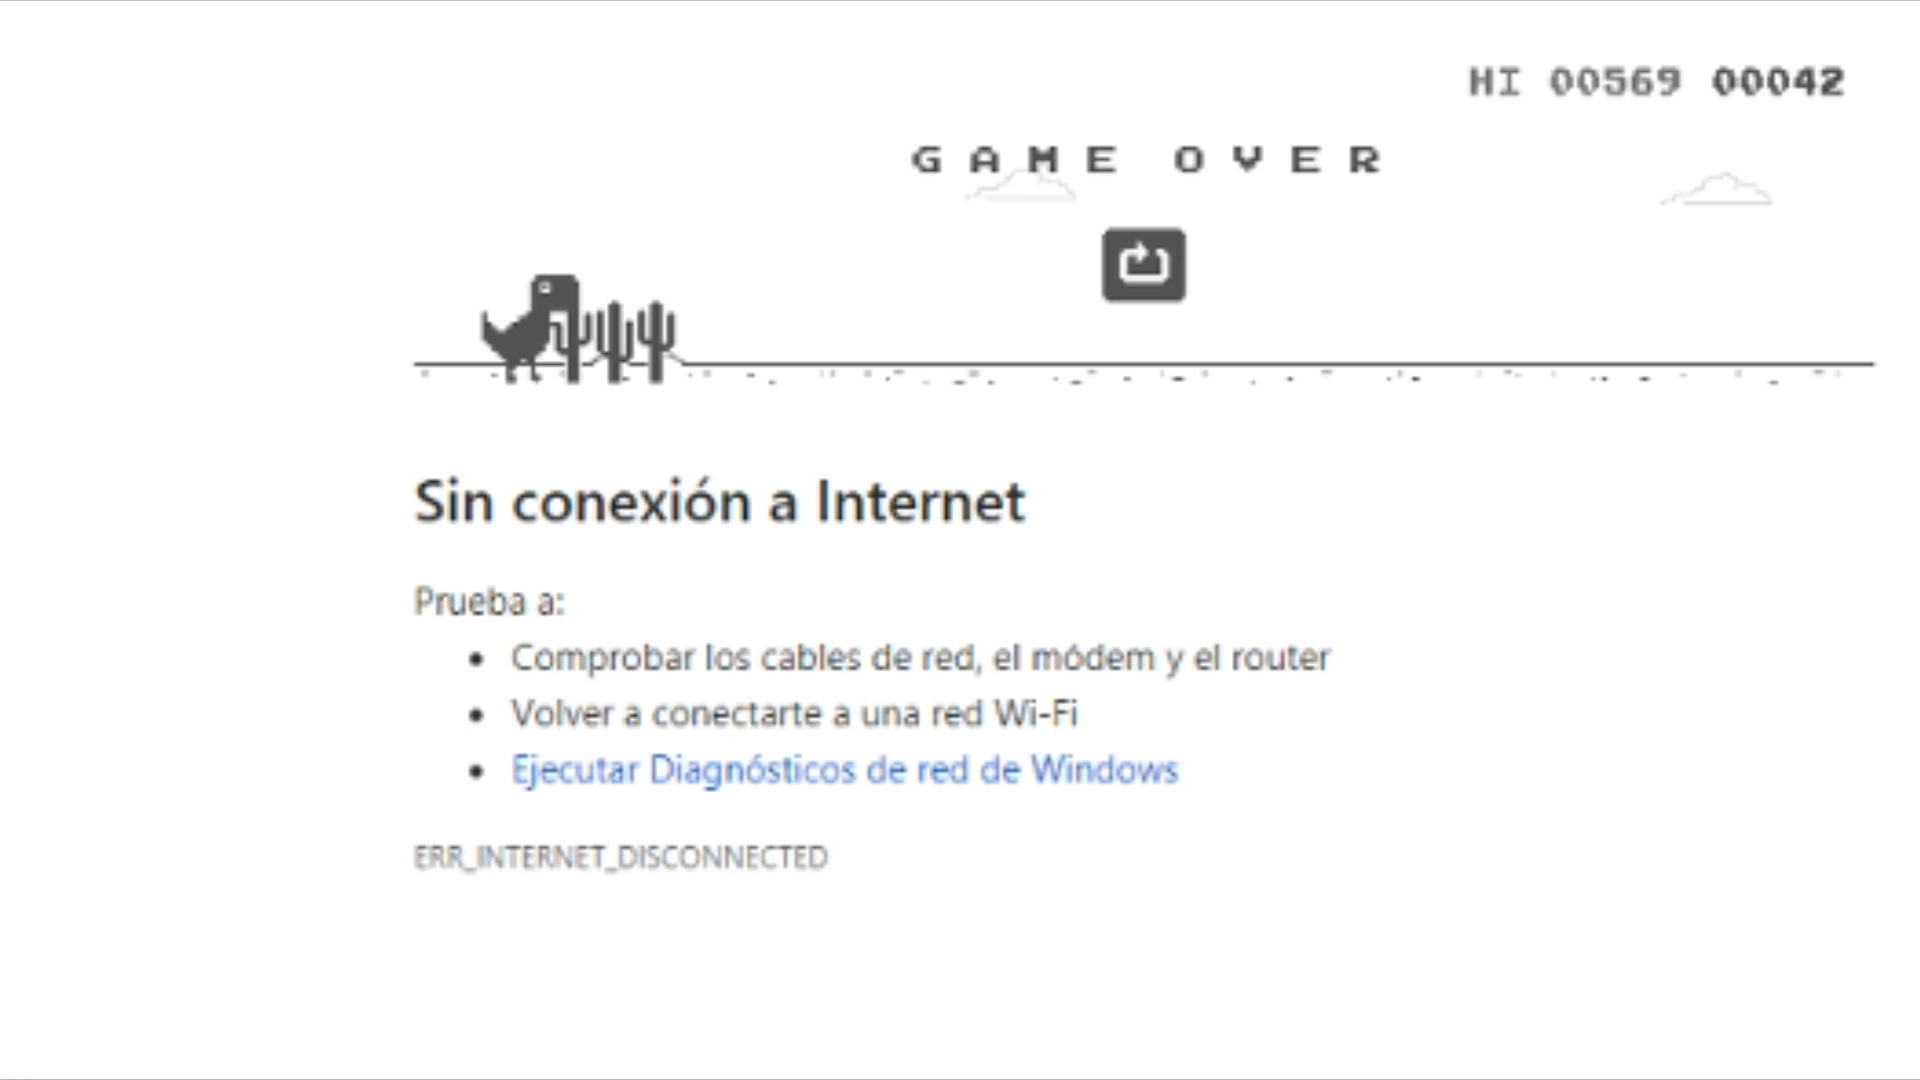 HI 00569 00042
GAME OVER
Sin conexión a Internet
Prueba a:
Comprobar los cables de red, el módem y el router
Volver a conectarte a una red Wi-Fi
Ejecutar Diagnósticos de red de Windows
ERR_INTERNET_DISCONNECTED